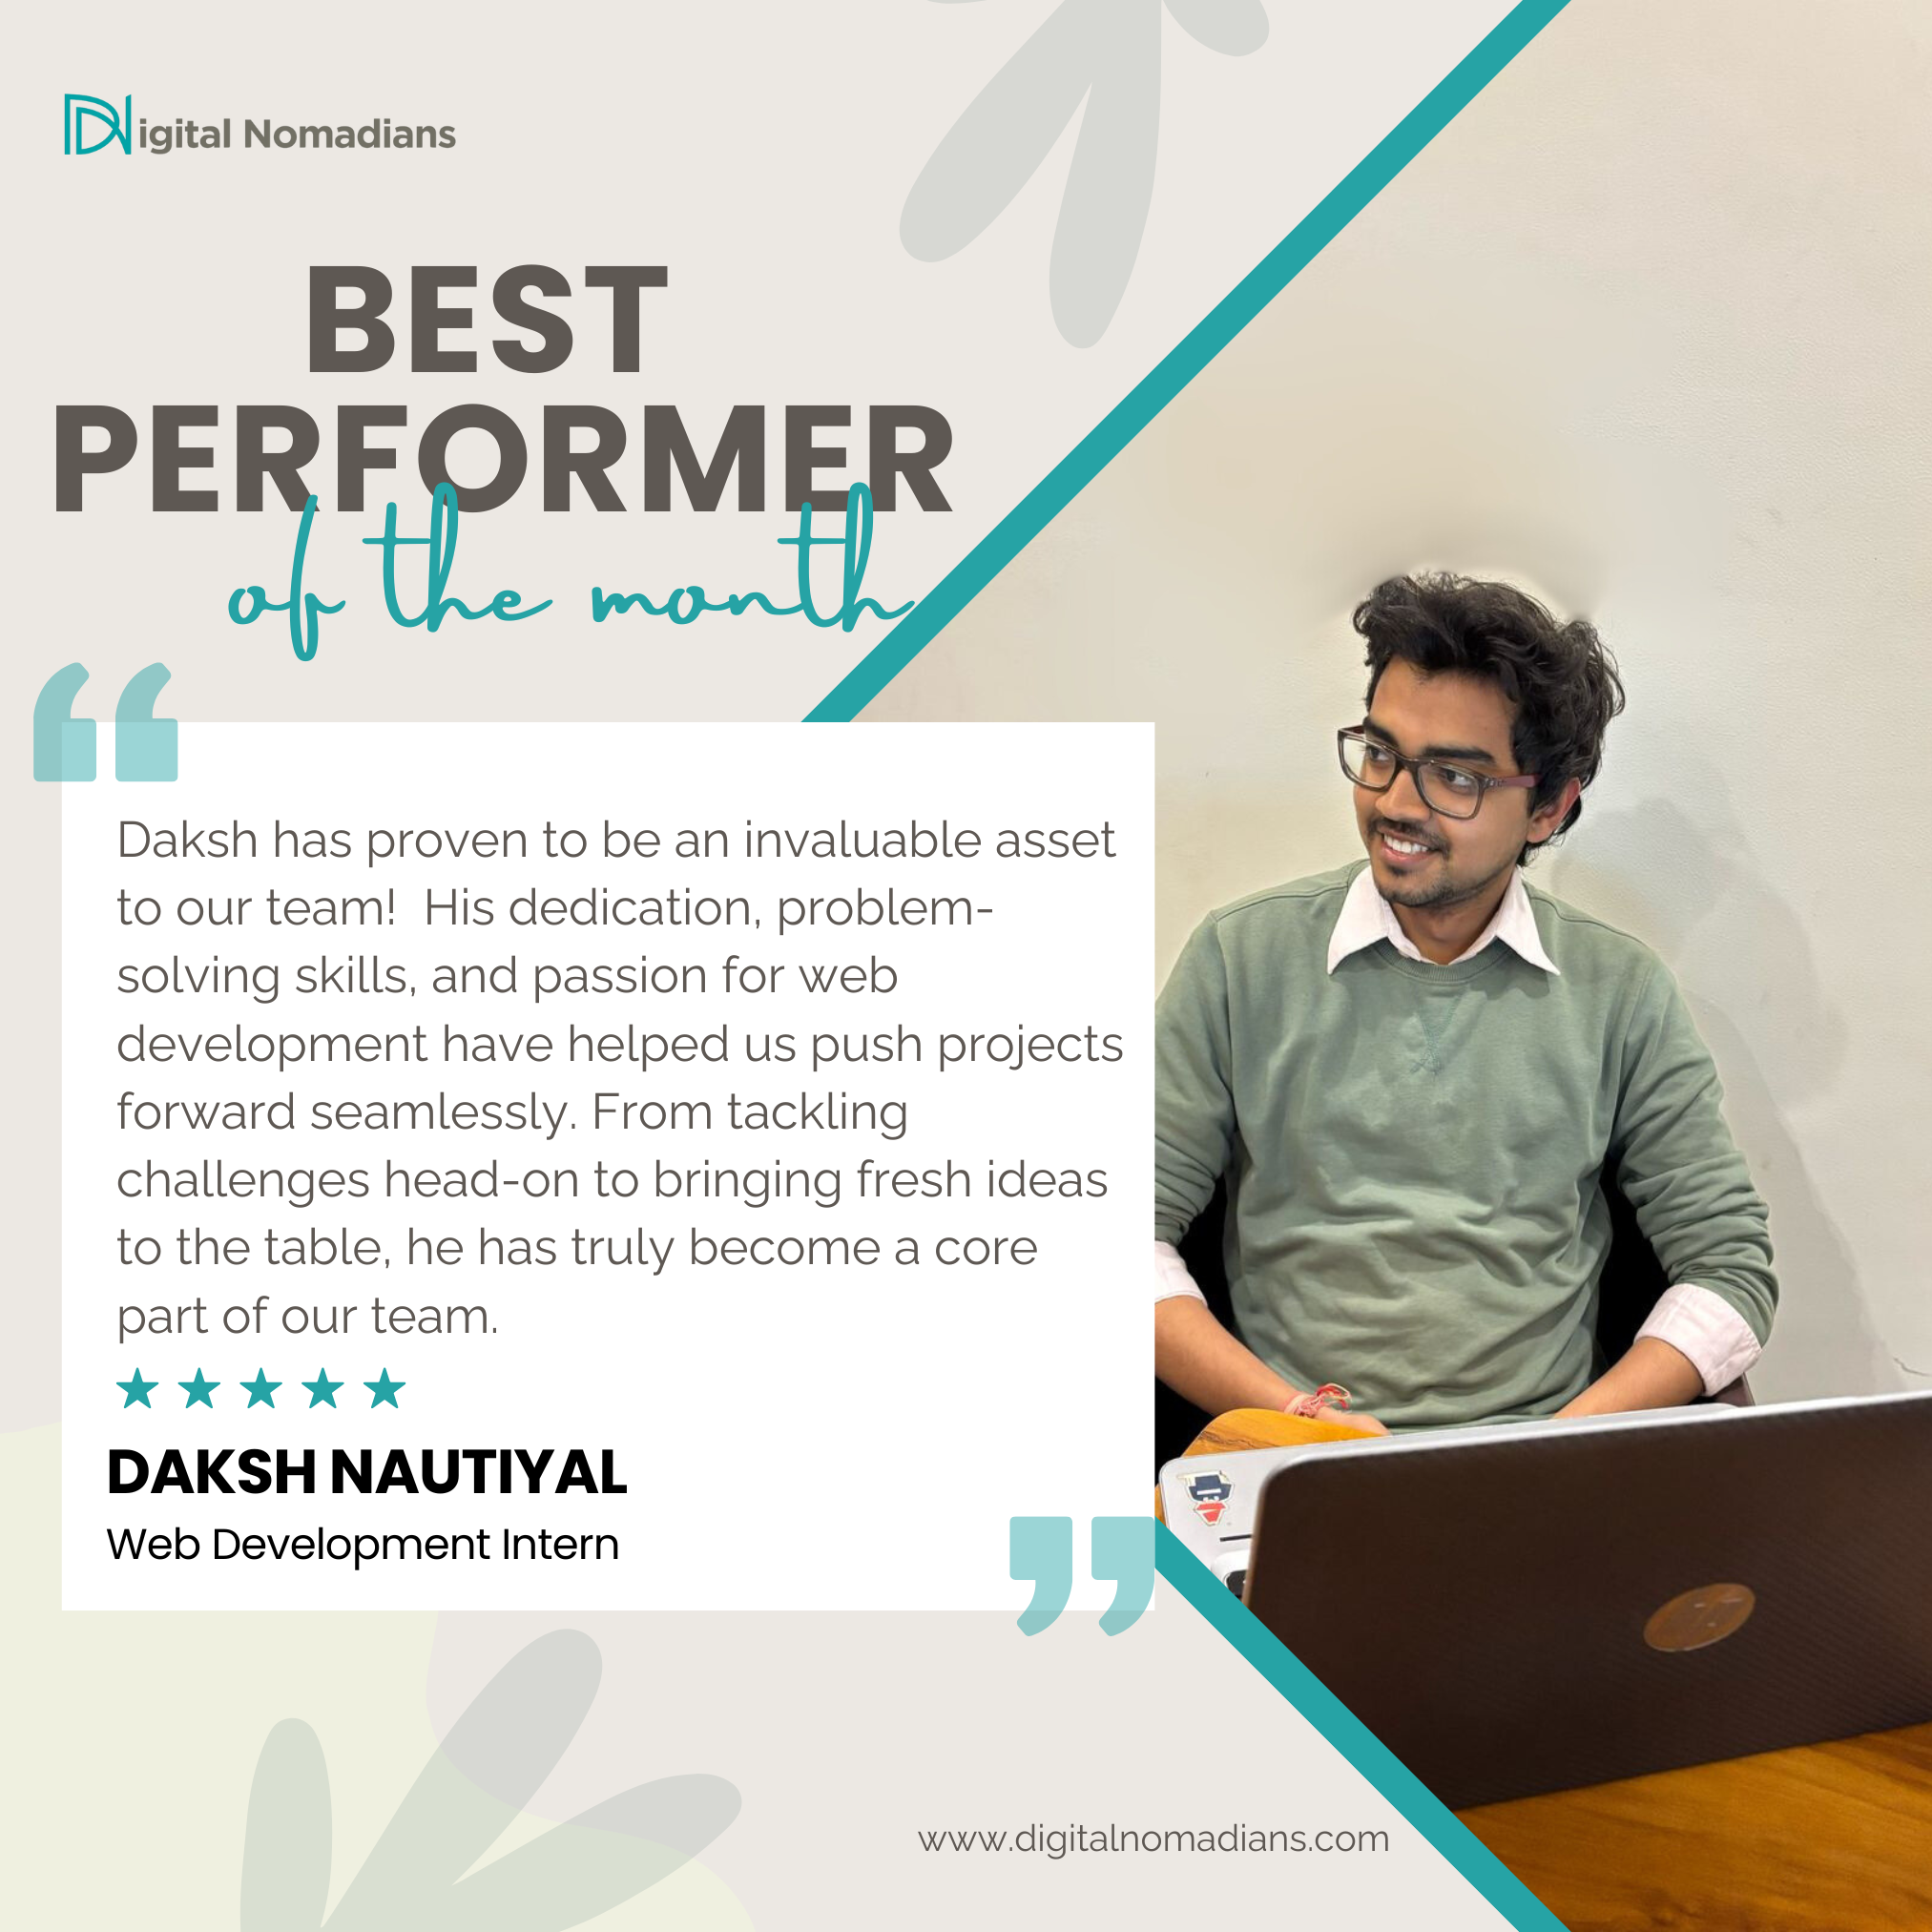 Digital Nomadians
BEST
PERFORMER
of the month
Daksh has proven to be an invaluable asset
to our team!  His dedication, problem-
solving skills, and passion for web
development have helped us push projects
forward seamlessly. From tackling
challenges head-on to bringing fresh ideas
to the table, he has truly become a core
part of our team.
DAKSH NAUTIYAL
Web Development Intern
www.digitalnomadians.com